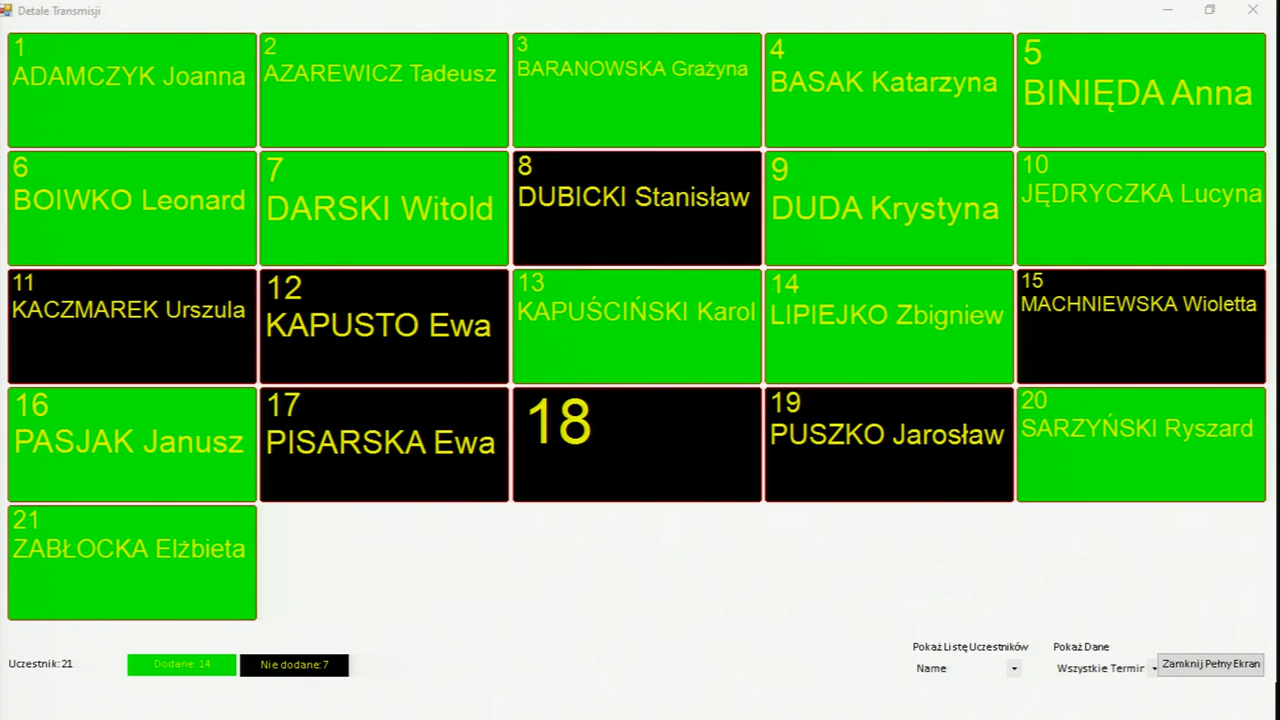 Detale Transmisji
1
ADAMCZYK Joanna
2
AZAREWICZ Tadeusz
3
BARANOWSKA Grażyna
4
BASAK Katarzyna
5
BINIĘDA Anna
6
BOIWKO Leonard
7
DARSKI Witold
8
DUBICKI Stanisław
9
DUDA Krystyna
10
JĘDRYCZKA Lucyna
11
KACZMAREK Urszula
12
KAPUSTO Ewa
13
KAPUŚCIŃSKI Karol
14
LIPIEJKO Zbigniew
15
MACHNIEWSKA Wioletta
16
PASJAK Janusz
17
PISARSKA Ewa
18
19
PUSZKO Jarosław
20
SARZYŃSKI Ryszard
21
ZABŁOCKA Elżbieta
Uczestnik: 21
Dodane: 14
Nie dodane: 7
Pokaż Listę Uczestników
Name
Pokaż Dane
Wszystkie Termir
Zamknij Pełny Ekran